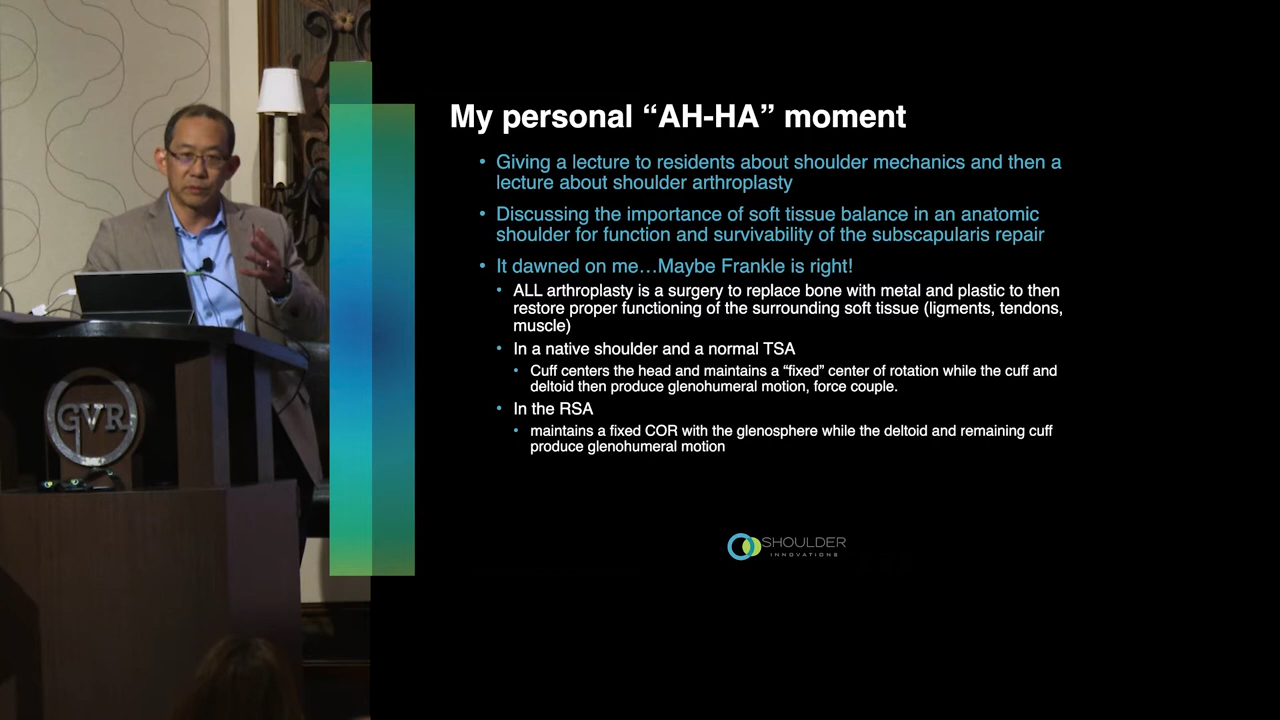 My personal “AH-HA” moment
• Giving a lecture to residents about shoulder mechanics and then a
lecture about shoulder arthroplasty
• Discussing the importance of soft tissue balance in an anatomic
shoulder for function and survivability of the subscapularis repair
• It dawned on me…Maybe Frankle is right!
• ALL arthroplasty is a surgery to replace bone with metal and plastic to then
restore proper functioning of the surrounding soft tissue (ligments, tendons,
muscle)
• In a native shoulder and a normal TSA
• Cuff centers the head and maintains a “fixed” center of rotation while the cuff and
deltoid then produce glenohumeral motion, force couple.
• In the RSA
• maintains a fixed COR with the glenosphere while the deltoid and remaining cuff
produce glenohumeral motion
GVR
SHOULDER
INNOVATIONS